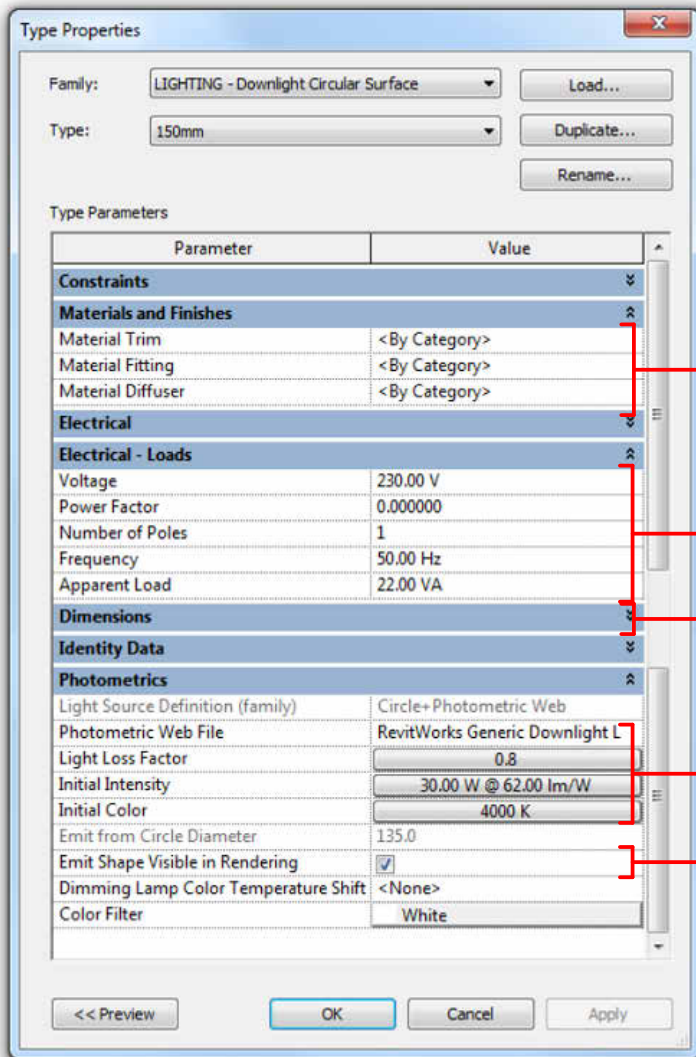 Type Properties
Family: LIGHTING - Downlight Circular Surface Load...
Type: 150mm Duplicate...
Rename...
Type Parameters
Parameter Value
Constraints
Materials and Finishes
Material Trim <By Category>
Material Fitting <By Category>
Material Diffuser <By Category>
Electrical
Electrical - Loads
Voltage 230.00 V
Power Factor 0.000000
Number of Poles 1
Frequency 50.00 Hz
Apparent Load 22.00 VA
Dimensions
Identity Data
Photometrics
Light Source Definition (family) Circle+Photometric Web
Photometric Web File RevitWorks Generic Downlight L
Light Loss Factor 0.8
Initial Intensity 30.00 W @ 62.00 lm/W
Initial Color 4000 K
Emit from Circle Diameter 135.0
Emit Shape Visible in Rendering
Dimming Lamp Color Temperature Shift <None>
Color Filter White
<< Preview OK Cancel Apply